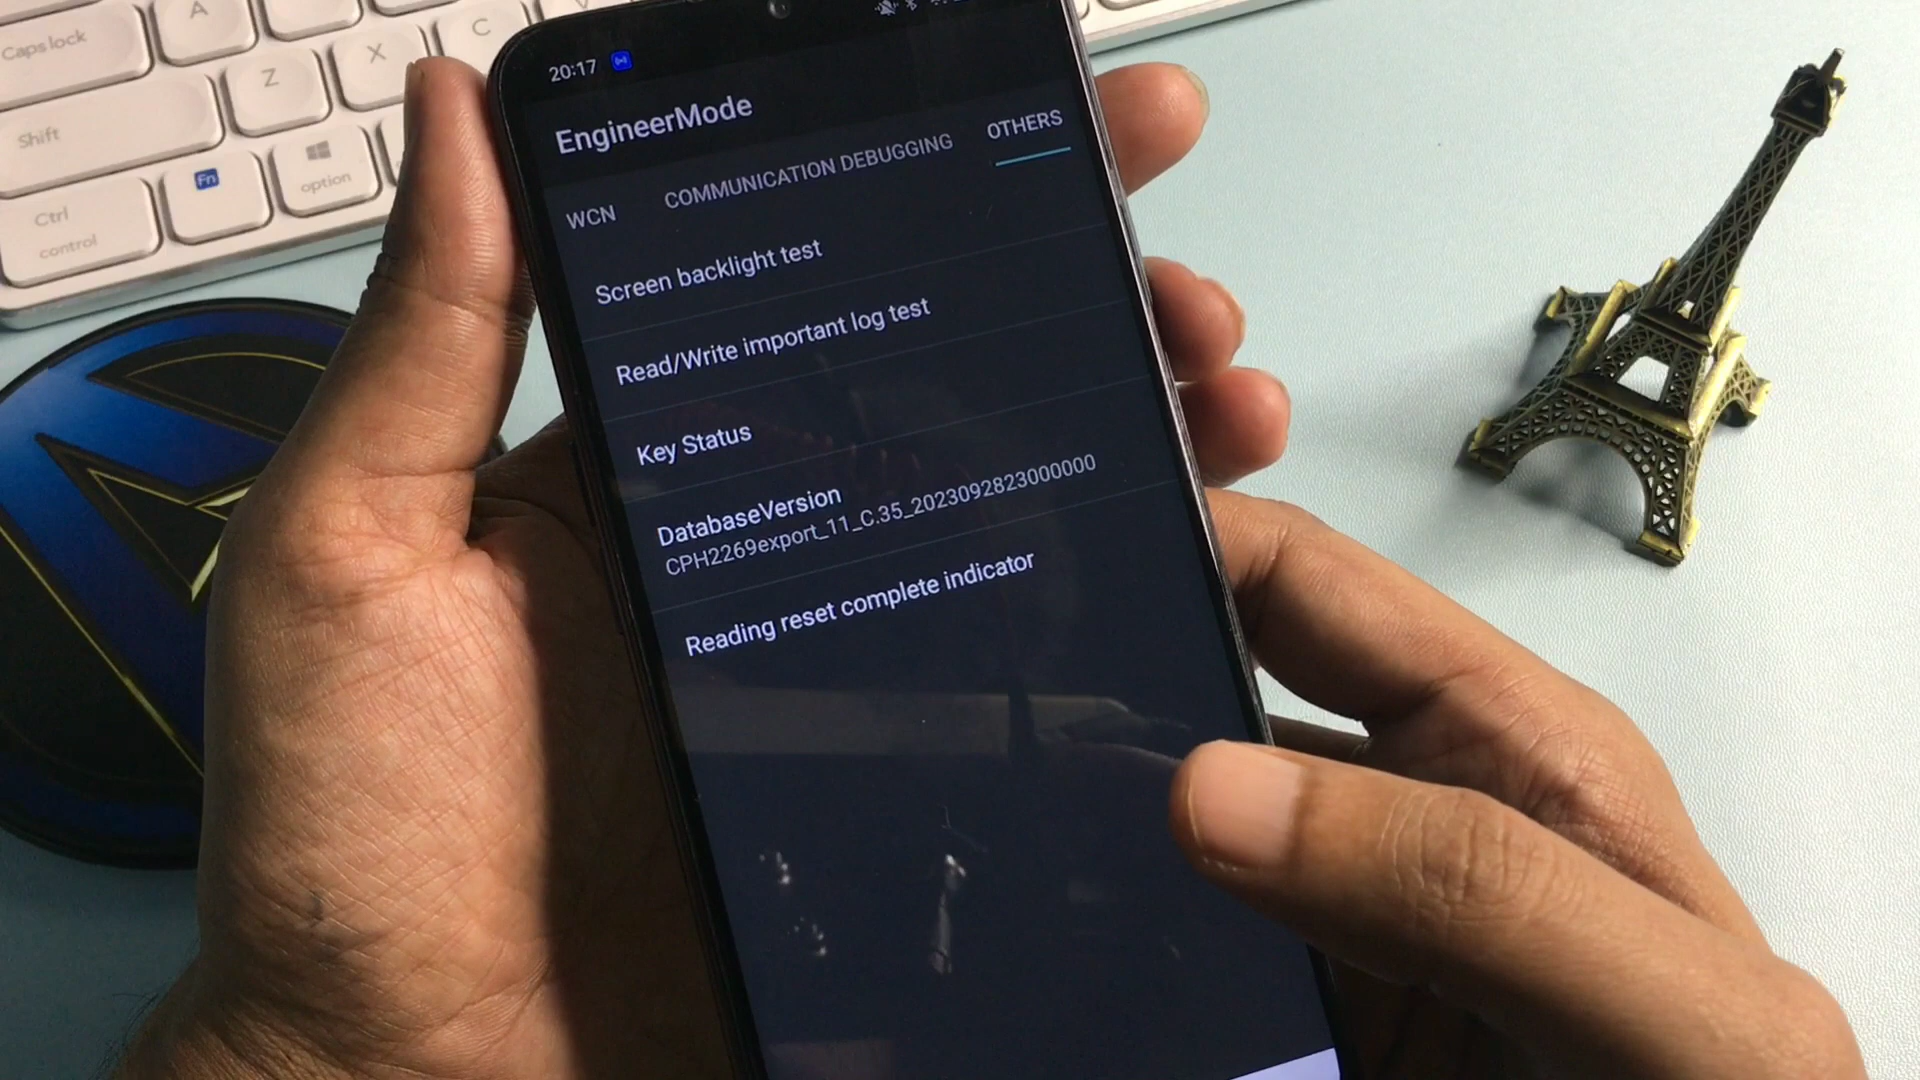 Caps lock
A
Z
X
C
Shift
Fn
option
Ctrl
control
20:17
EngineerMode
WCN COMMUNICATION DEBUGGING OTHERS
Screen backlight test
Read/Write important log test
Key Status
DatabaseVersion
CPH2269export_11_C.35_2023092823000000
Reading reset complete indicator